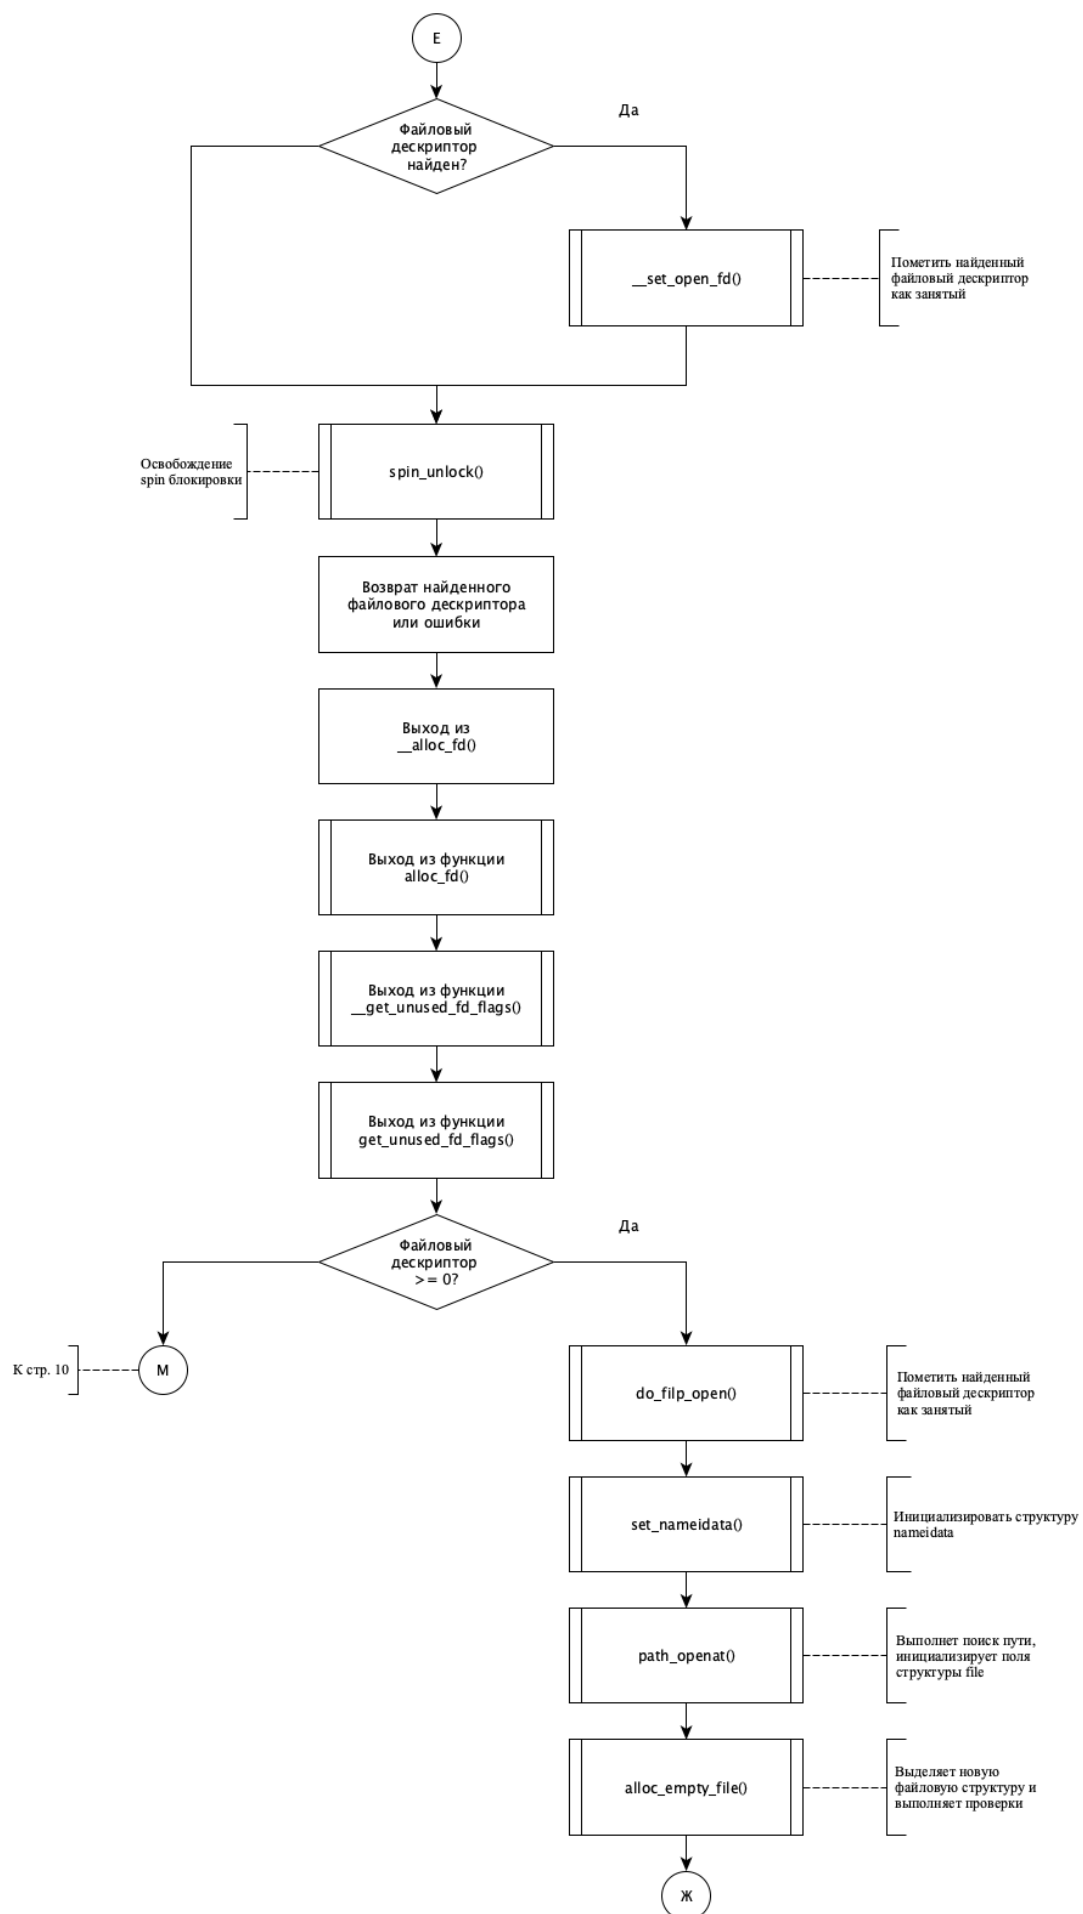 Е
Файловый
дескриптор
найден?
Да
__set_open_fd()
Пометить найденный
файловый дескриптор
как занятый
Освобождение
spin блокировки
spin_unlock()
Возврат найденного
файлового дескриптора
или ошибки
Выход из
__alloc_fd()
Выход из функции
alloc_fd()
Выход из функции
__get_unused_fd_flags()
Выход из функции
get_unused_fd_flags()
Файловый
дескриптор
>= 0?
Да
К стр. 10
М
do_filp_open()
Пометить найденный
файловый дескриптор
как занятый
set_nameidata()
Инициализировать структуру
nameidata
path_openat()
Выполнет поиск пути,
инициализирует поля
структуры file
alloc_empty_file()
Выделяет новую
файловую структуру и
выполняет проверки
Ж